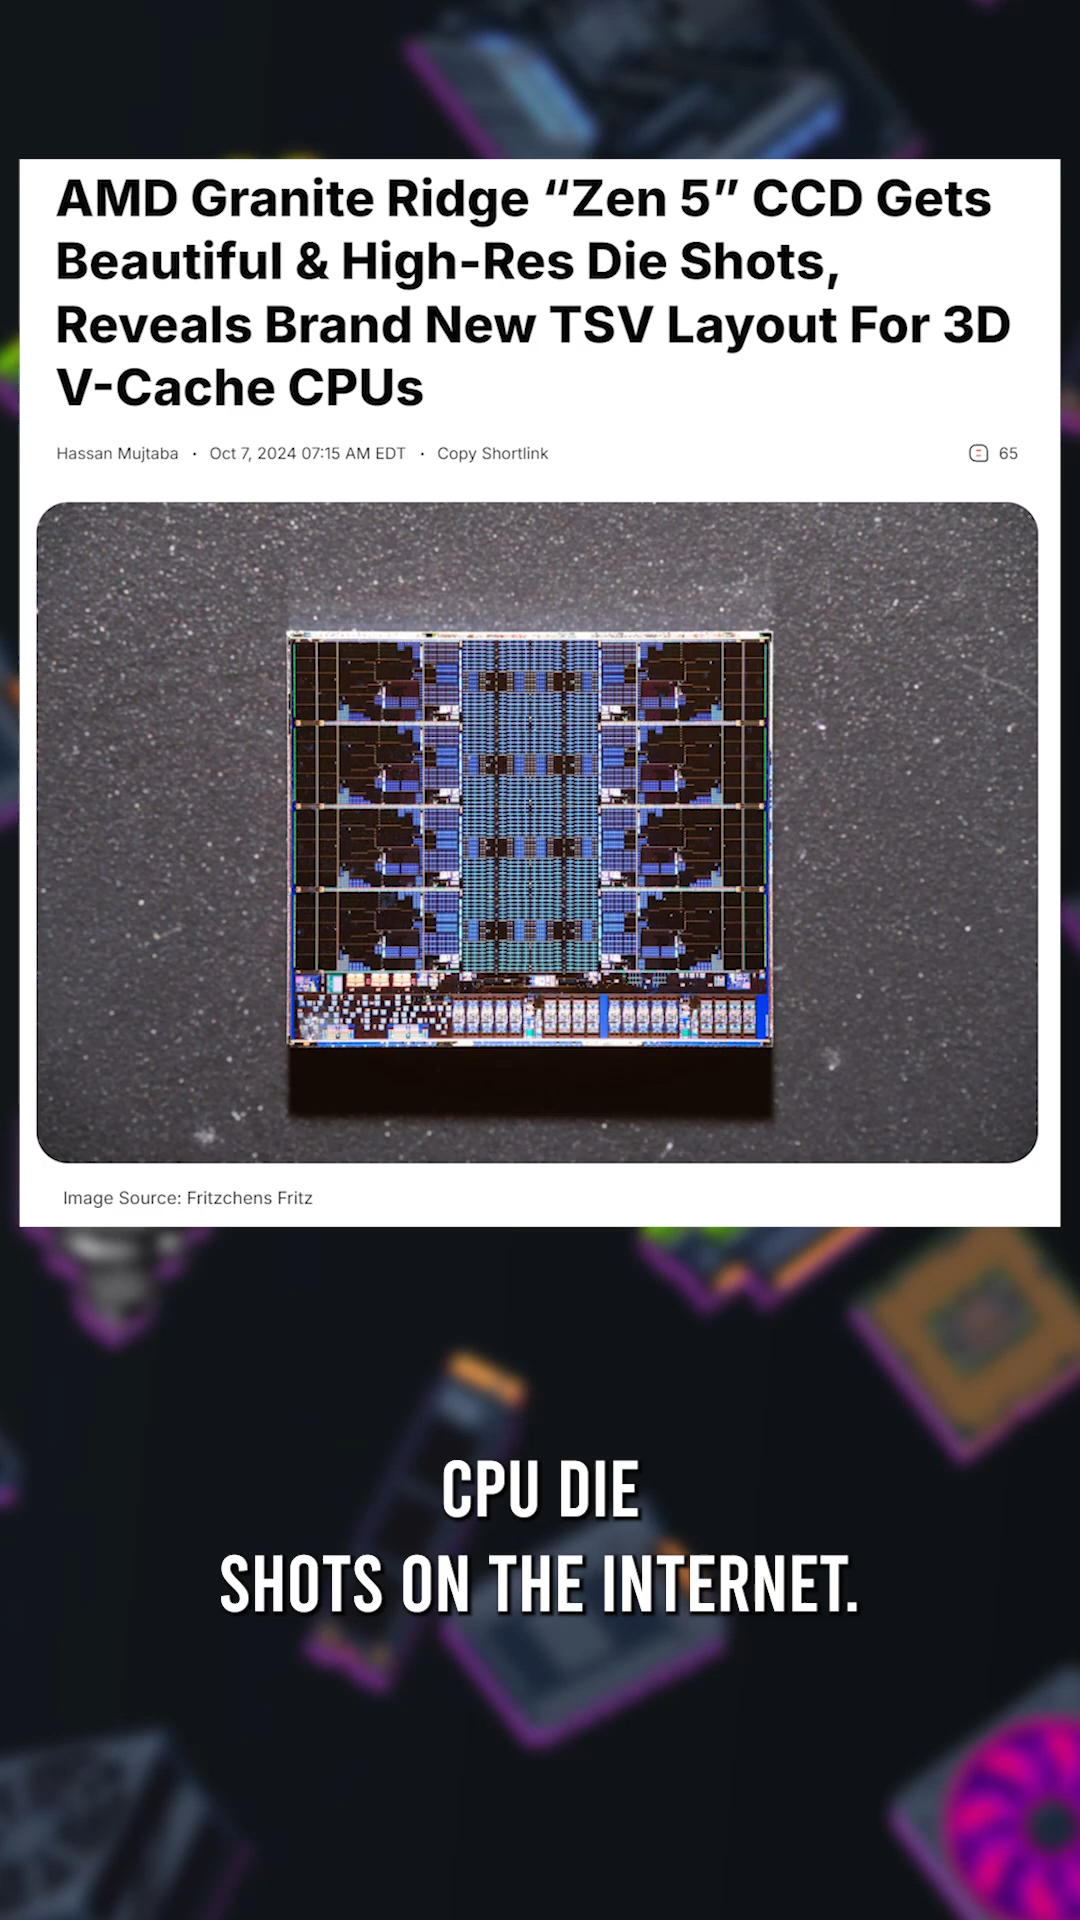 AMD Granite Ridge “Zen 5” CCD Gets
Beautiful & High-Res Die Shots,
Reveals Brand New TSV Layout For 3D
V-Cache CPUs
Hassan Mujtaba • Oct 7, 2024 07:15 AM EDT • Copy Shortlink 65
Image Source: Fritzchens Fritz
CPU DIE
SHOTS ON THE INTERNET.